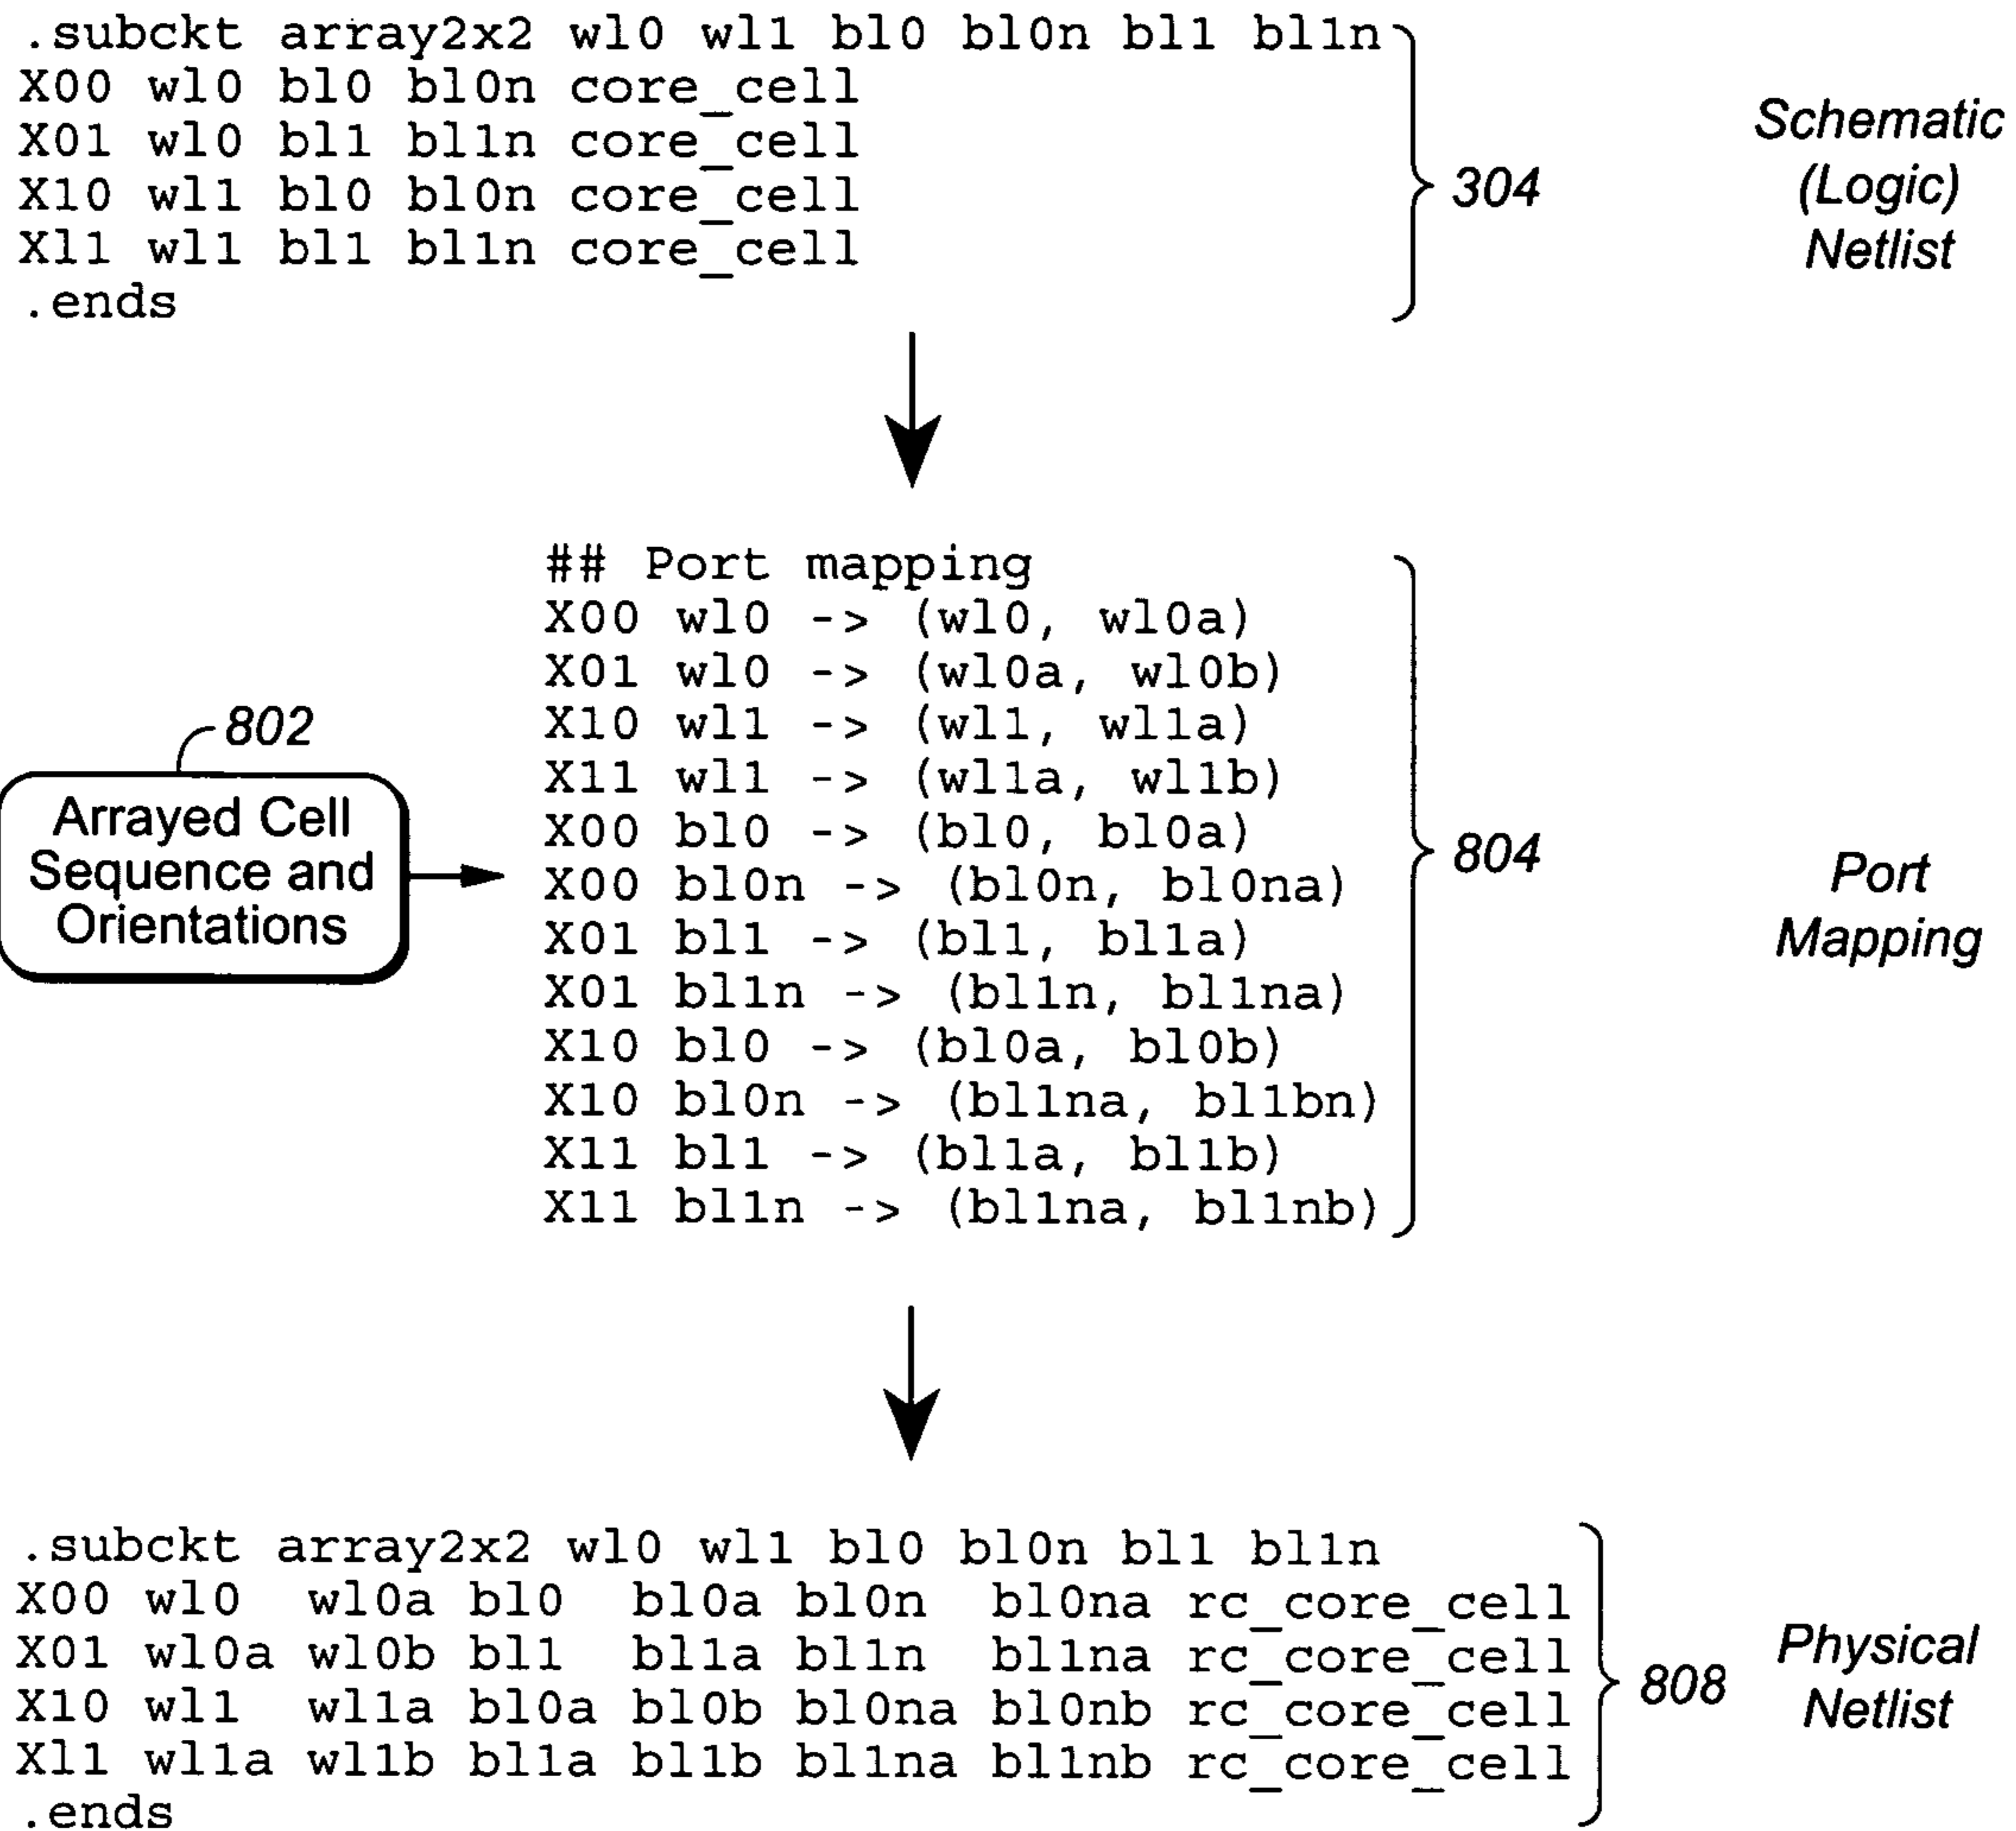 .subckt array2x2 wl0 wl1 bl0 bl0n bl1 bl1n
X00 wl0 bl0 bl0n core_cell
X01 wl0 bl1 bl1n core_cell
X10 wl1 bl0 bl0n core_cell
X11 wl1 bl1 bl1n core_cell
.ends
304
Schematic
(Logic)
Netlist
## Port mapping
X00 wl0 -> (wl0, wl0a)
X01 wl0 -> (wl0a, wl0b)
X10 wl1 -> (wl1, wl1a)
X11 wl1 -> (wl1a, wl1b)
X00 bl0 -> (bl0, bl0a)
X00 bl0n -> (bl0n, bl0na)
X01 bl1 -> (bl1, bl1a)
X01 bl1n -> (bl1n, bl1na)
X10 bl0 -> (bl0a, bl0b)
X10 bl0n -> (bl1na, bl1bn)
X11 bl1 -> (bl1a, bl1b)
X11 bl1n -> (bl1na, bl1nb)
802
Arrayed Cell
Sequence and
Orientations
804
Port
Mapping
.subckt array2x2 wl0 wl1 bl0 bl0n bl1 bl1n
X00 wl0 wl0a bl0 bl0a bl0n bl0na rc_core_cell
X01 wl0a wl0b bl1 bl1a bl1n bl1na rc_core_cell
X10 wl1 wl1a bl0a bl0b bl0na bl0nb rc_core_cell
X11 wl1a wl1b bl1a bl1b bl1na bl1nb rc_core_cell
.ends
808
Physical
Netlist